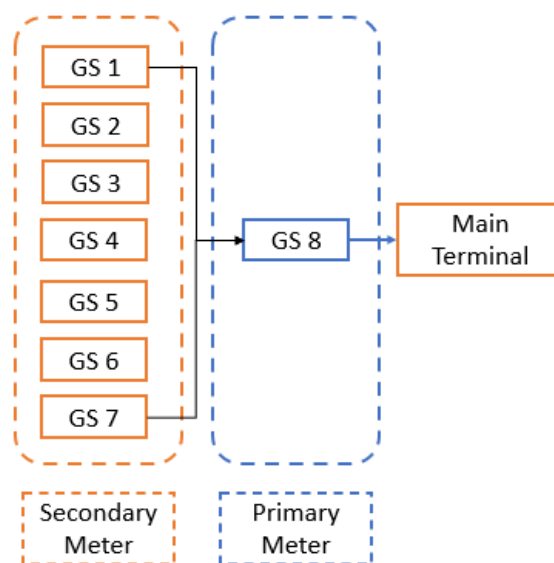 GS 1
GS 2
GS 3
GS 4
GS 5
GS 6
GS 7
GS 8
Main
Terminal
Secondary
Meter
Primary
Meter